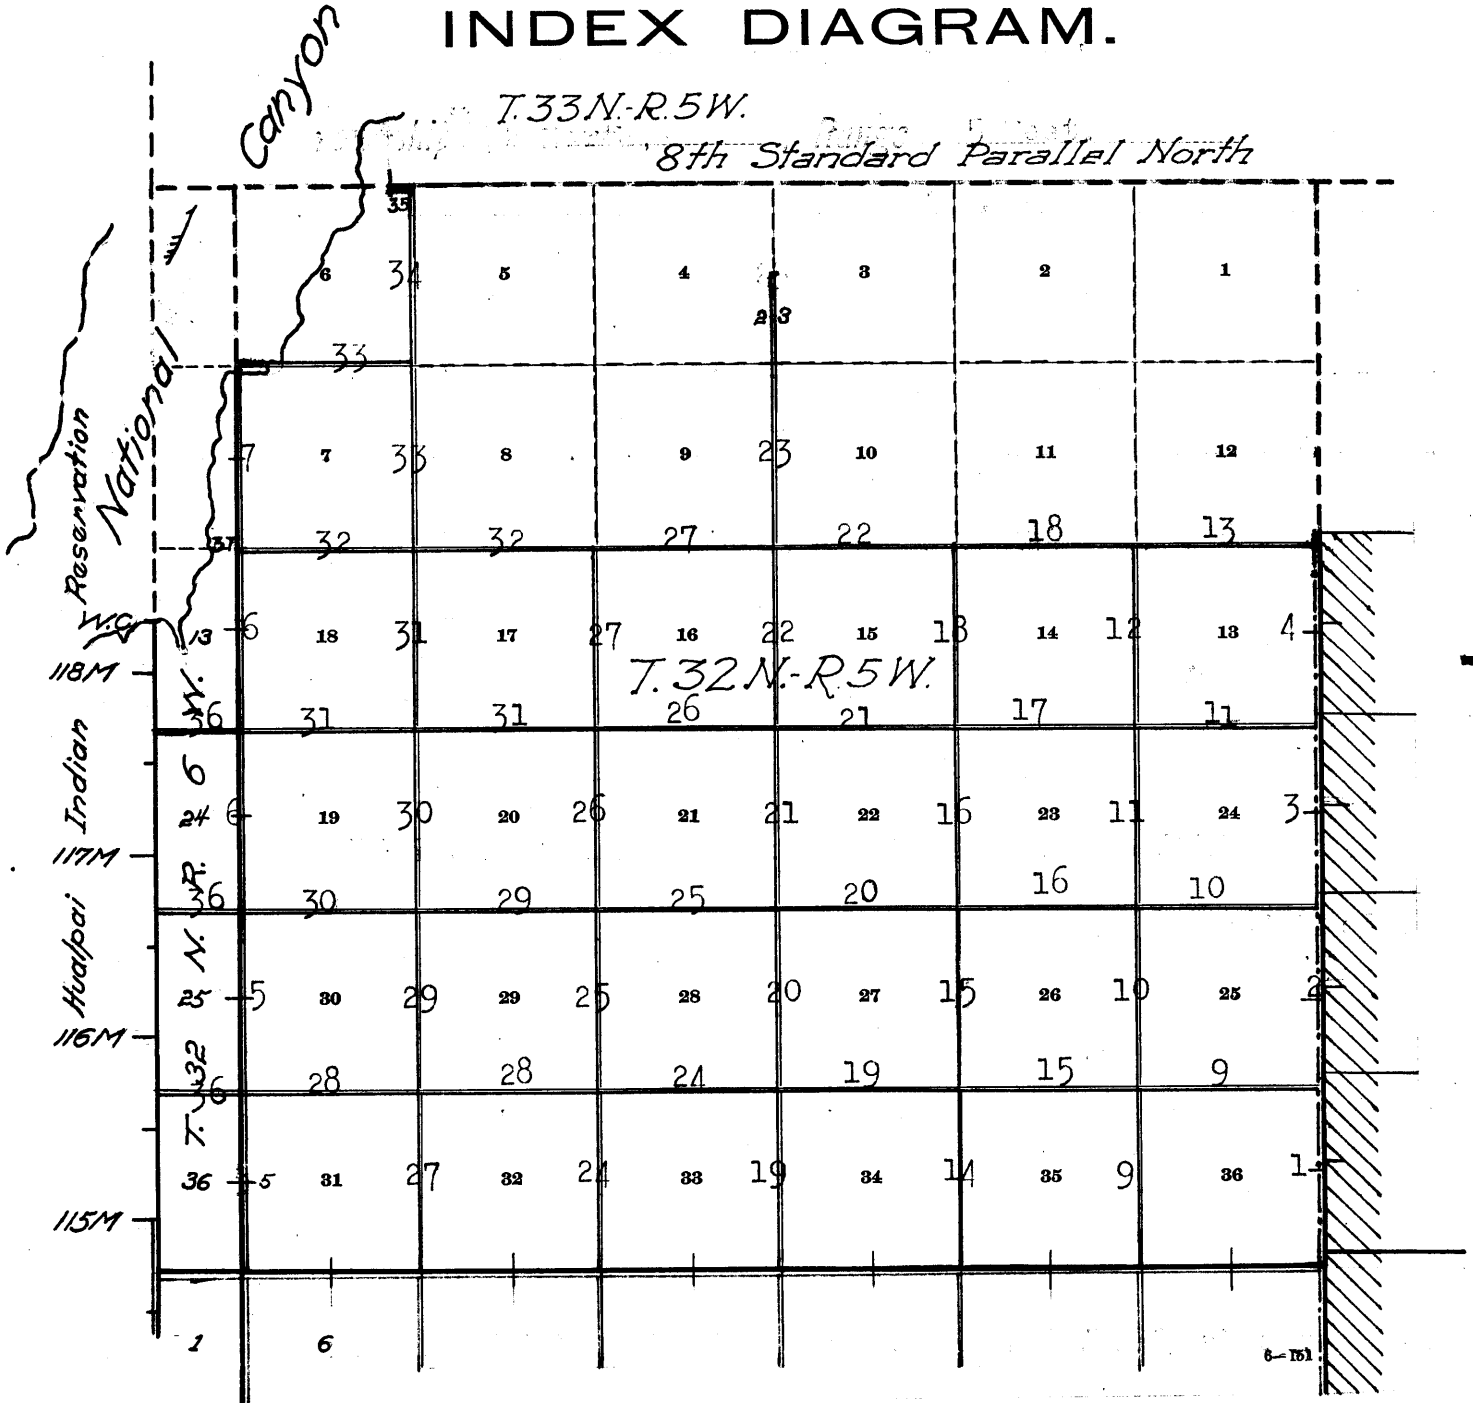 INDEX DIAGRAM.
Canyon
T.33N.-R.5W.
8th Standard Parallel North
35
6 34 5 4 3 2 1
23
33
National
Reservation
7 7 33 8 9 23 10 11 12
37 32 32 27 22 18 13
W.C.
13 6 18 31 17 27 16 22 15 18 14 12 13 4
118M
T.32N.-R.5W.
36 31 31 26 21 17 11
Hualpai Indian
T. 32 N. R. 6 W.
24 6 19 30 20 26 21 21 22 16 23 11 24 3
117M
36 30 29 25 20 16 10
25 5 30 29 29 25 28 20 27 15 26 10 25 2
116M
36 28 28 24 19 15 9
36 5 31 27 32 24 33 19 34 14 35 9 36 1
115M
1 6
6-151